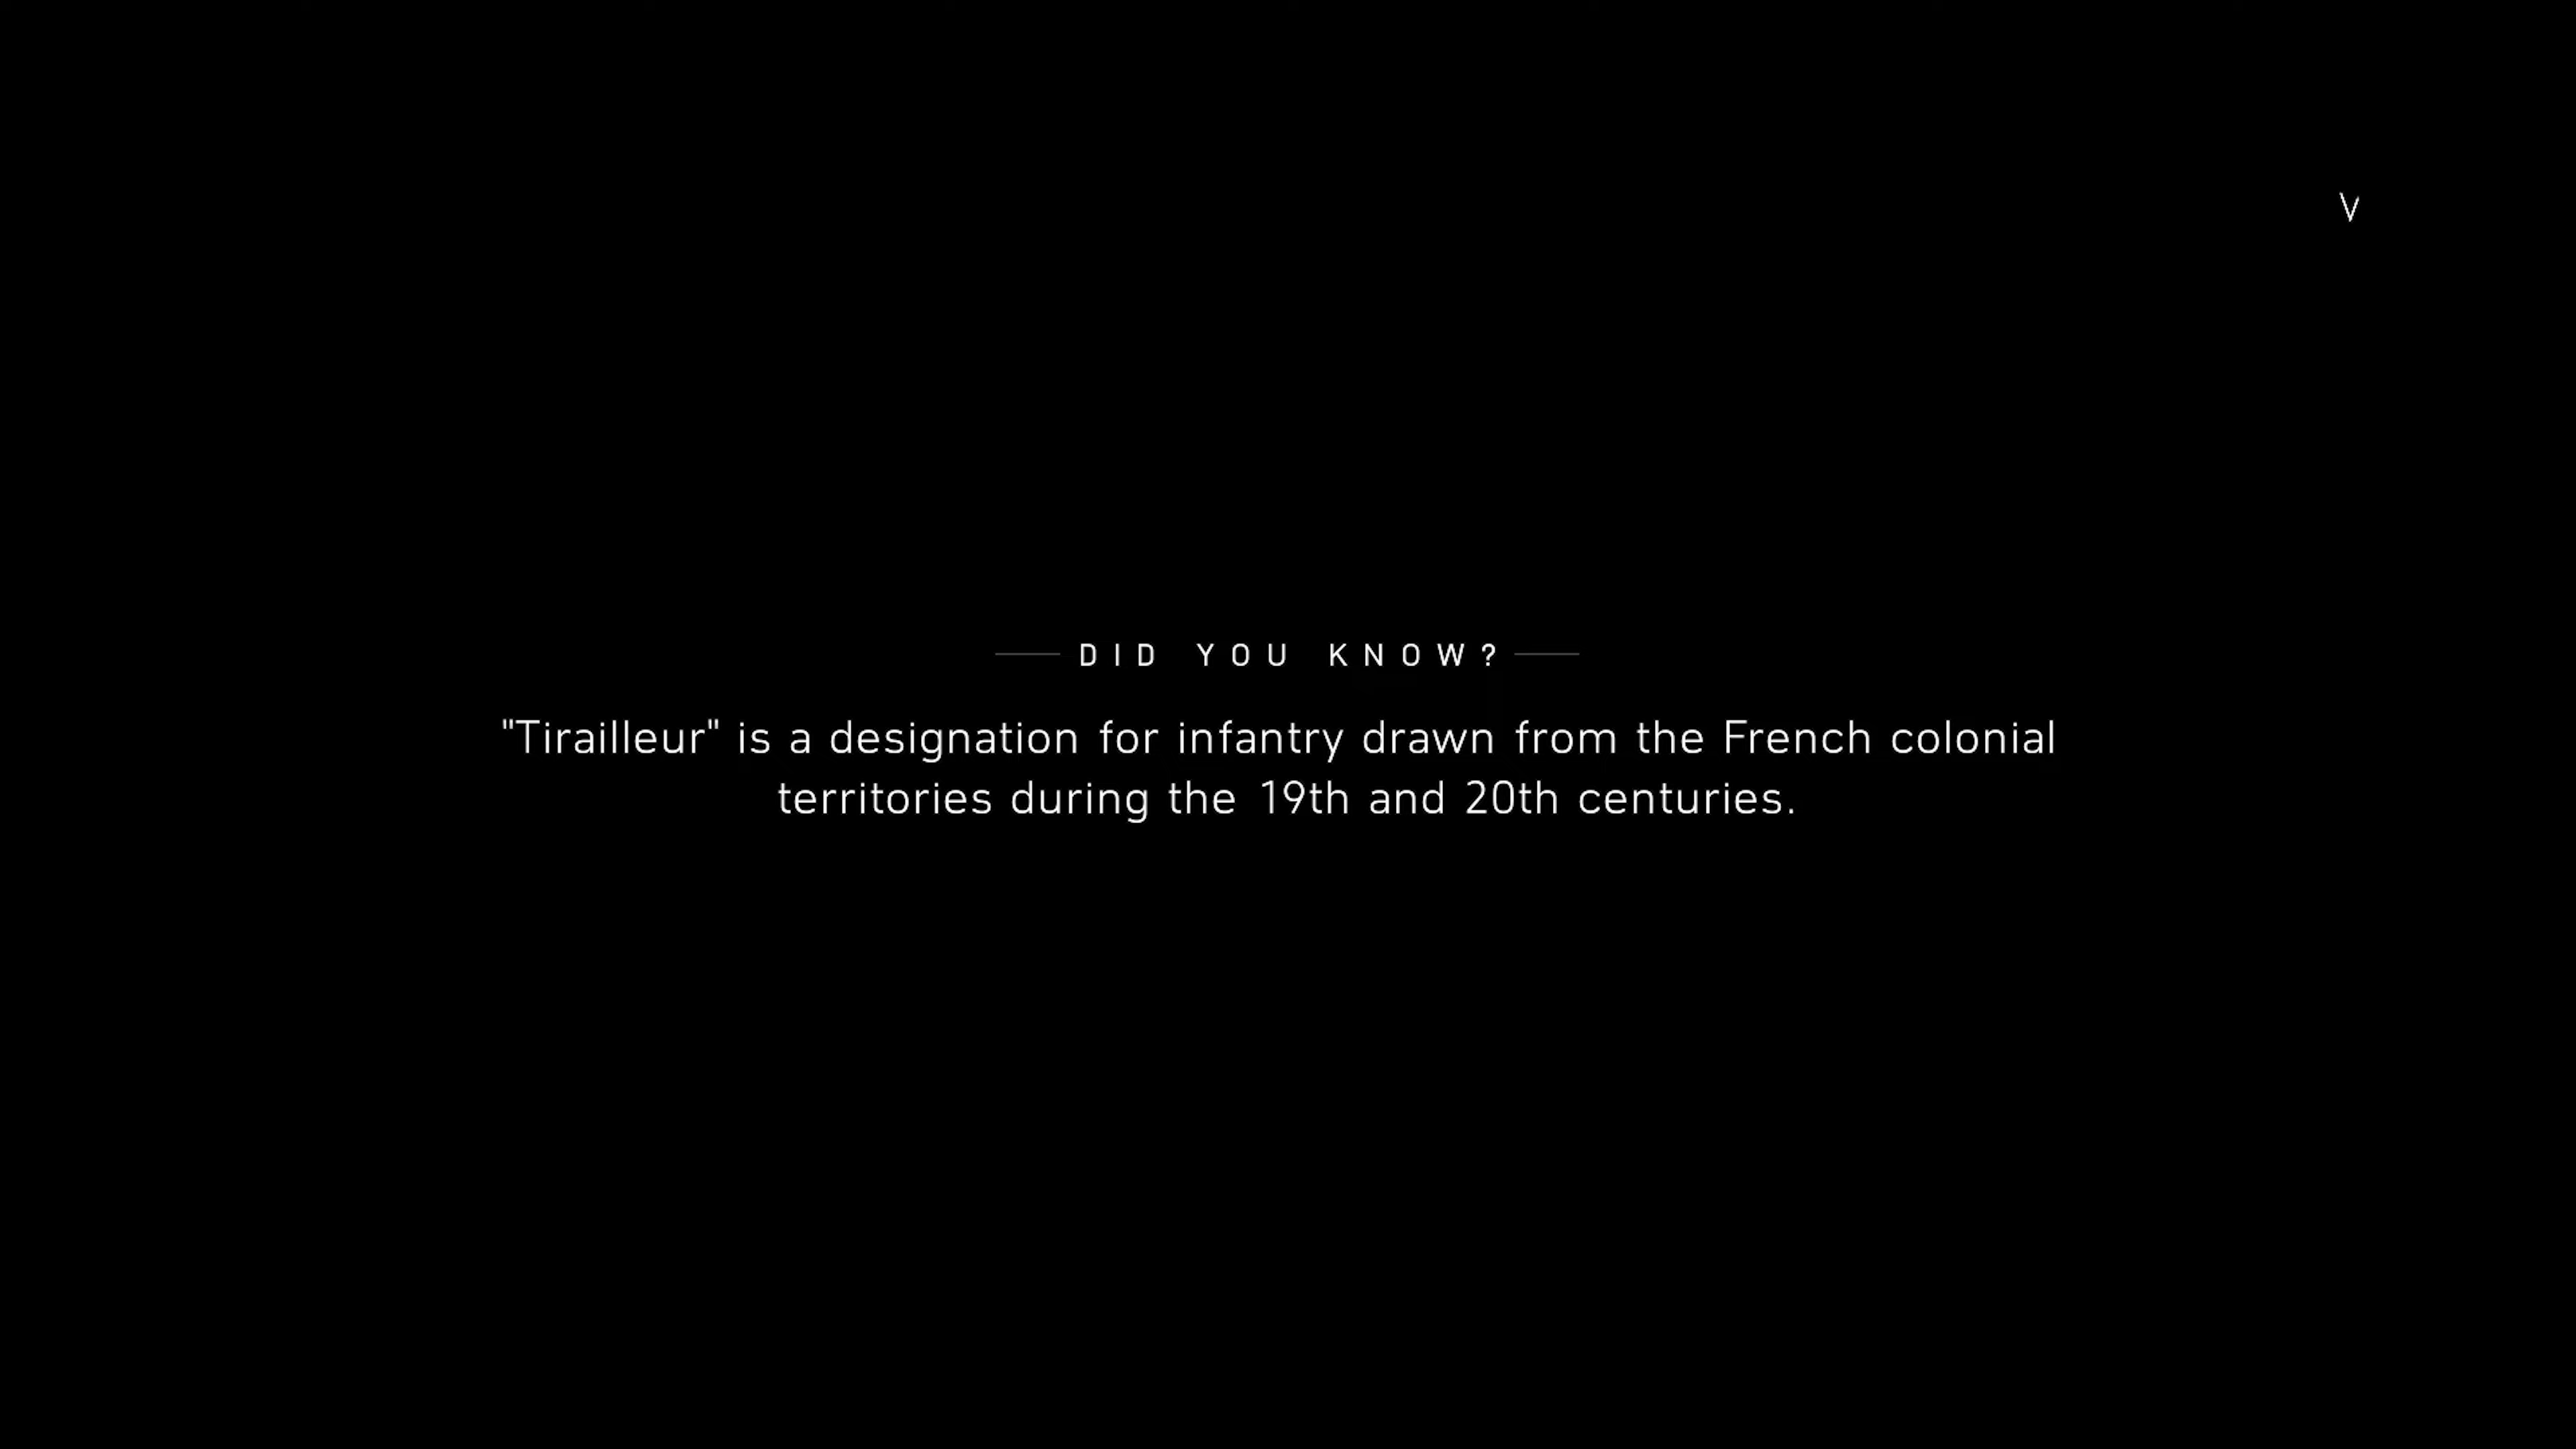 V
DID YOU KNOW?
"Tirailleur" is a designation for infantry drawn from the French colonial
territories during the 19th and 20th centuries.